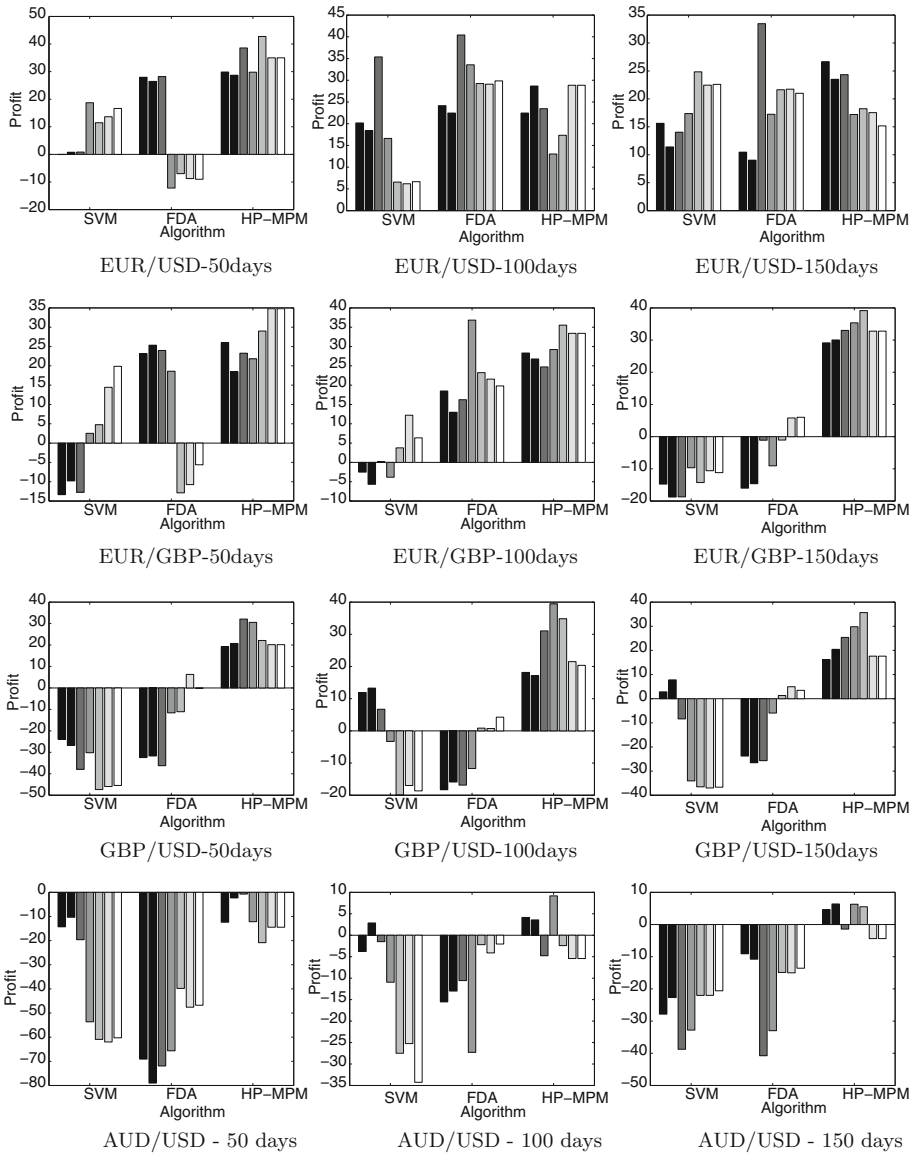 50
40
30
20
10
0
−10
−20
Profit
SVM FDA HP−MPM
Algorithm
EUR/USD-50days
45
40
35
30
25
20
15
10
5
0
Profit
SVM FDA HP−MPM
Algorithm
EUR/USD-100days
35
30
25
20
15
10
5
0
Profit
SVM FDA HP−MPM
Algorithm
EUR/USD-150days
35
30
25
20
15
10
5
0
−5
−10
−15
Profit
SVM FDA HP−MPM
Algorithm
EUR/GBP-50days
40
35
30
25
20
15
10
5
0
−5
−10
Profit
SVM FDA HP−MPM
Algorithm
EUR/GBP-100days
40
30
20
10
0
−10
−20
Profit
SVM FDA HP−MPM
Algorithm
EUR/GBP-150days
40
30
20
10
0
−10
−20
−30
−40
−50
Profit
SVM FDA HP−MPM
Algorithm
GBP/USD-50days
40
30
20
10
0
−10
−20
Profit
SVM FDA HP−MPM
Algorithm
GBP/USD-100days
40
30
20
10
0
−10
−20
−30
−40
Profit
SVM FDA HP−MPM
Algorithm
GBP/USD-150days
0
−10
−20
−30
−40
−50
−60
−70
−80
Profit
SVM FDA HP−MPM
Algorithm
AUD/USD - 50 days
10
5
0
−5
−10
−15
−20
−25
−30
−35
Profit
SVM FDA HP−MPM
Algorithm
AUD/USD - 100 days
10
0
−10
−20
−30
−40
−50
Profit
SVM FDA HP−MPM
Algorithm
AUD/USD - 150 days